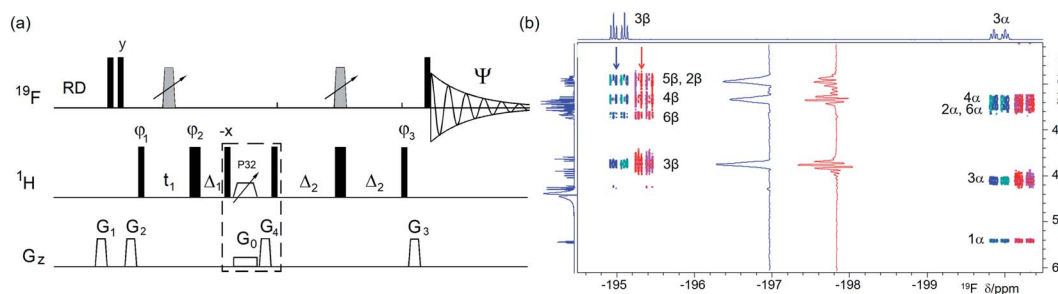 (a)
y
¹⁹F RD Ψ
φ₁ φ₂ -x φ₃
P32
¹H t₁ Δ₁ Δ₂ Δ₂
G₁ G₂ G₀ G₄ G₃
Gz
(b)
3β 3α
5β, 2β
4β
6β
3β
4α
2α, 6α
3α
1α
4
4
5
5
6
-195 -196 -197 -198 -199
¹⁹F δ/ppm